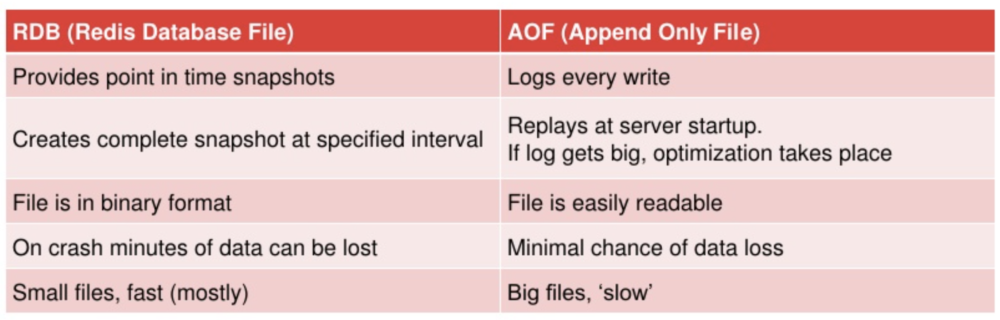 RDB (Redis Database File)
AOF (Append Only File)
Provides point in time snapshots
Logs every write
Creates complete snapshot at specified interval
Replays at server startup.
If log gets big, optimization takes place
File is in binary format
File is easily readable
On crash minutes of data can be lost
Minimal chance of data loss
Small files, fast (mostly)
Big files, ‘slow’